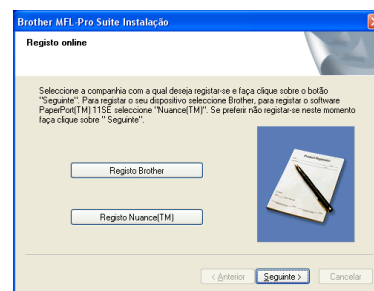 Brother MFL-Pro Suite Instalação
Registo online
Seleccione a companhia com a qual deseja registar-se e faça clique sobre o botão
"Seguinte". Para registar o seu dispositivo seleccione Brother, para registar o software
PaperPort(TM) 11SE seleccione "Nuance(TM)". Se preferir não registar-se neste momento
faça clique sobre " Seguinte".
Registo Brother
Registo Nuance(TM)
< Anterior
Seguinte >
Cancelar